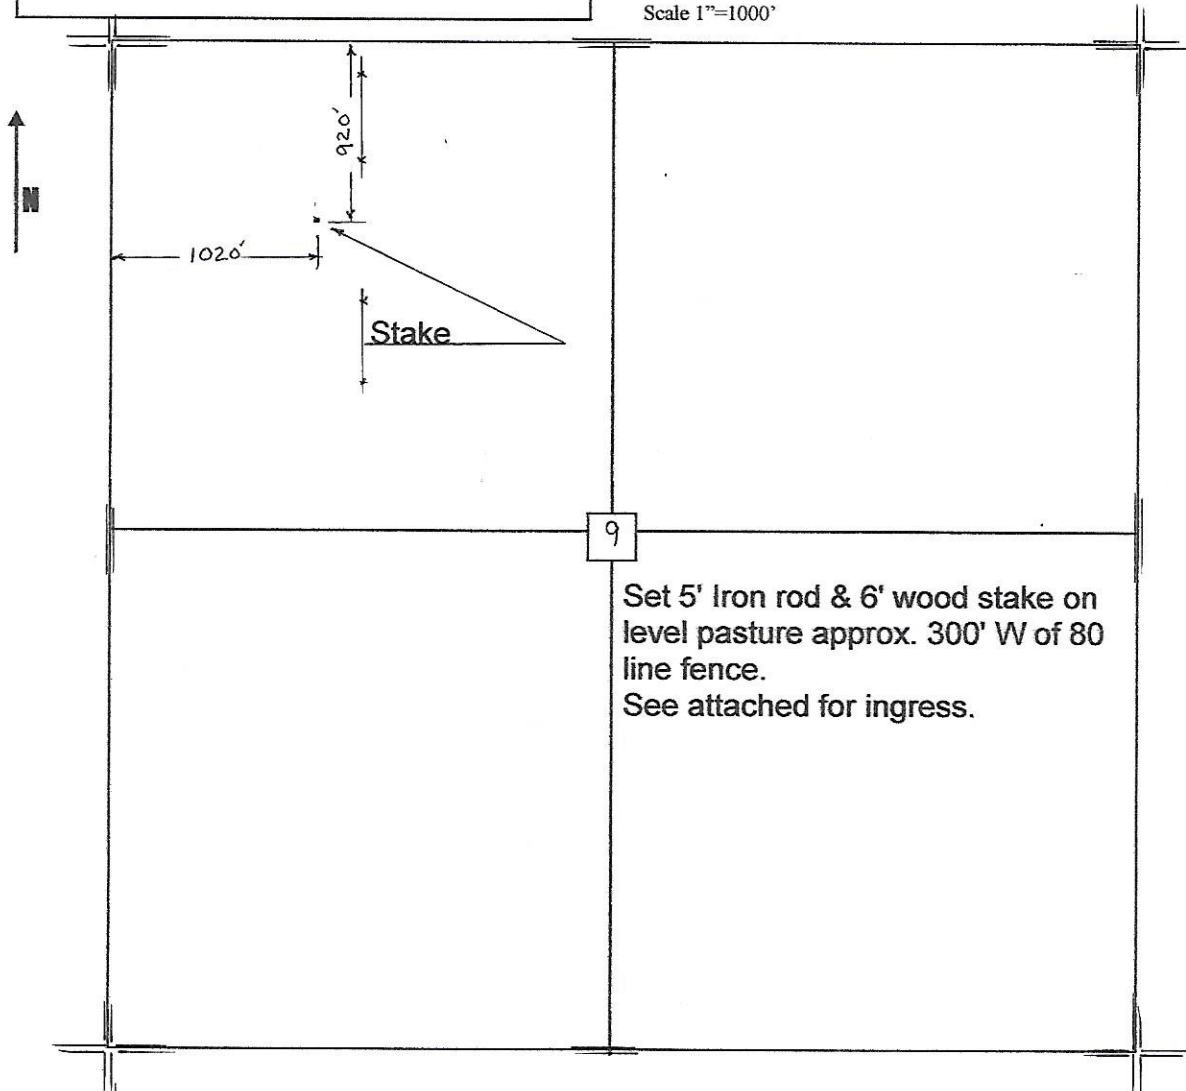 Scale 1”=1000’
920'
N
1020'
Stake
9
Set 5' Iron rod & 6' wood stake on
level pasture approx. 300' W of 80
line fence.
See attached for ingress.